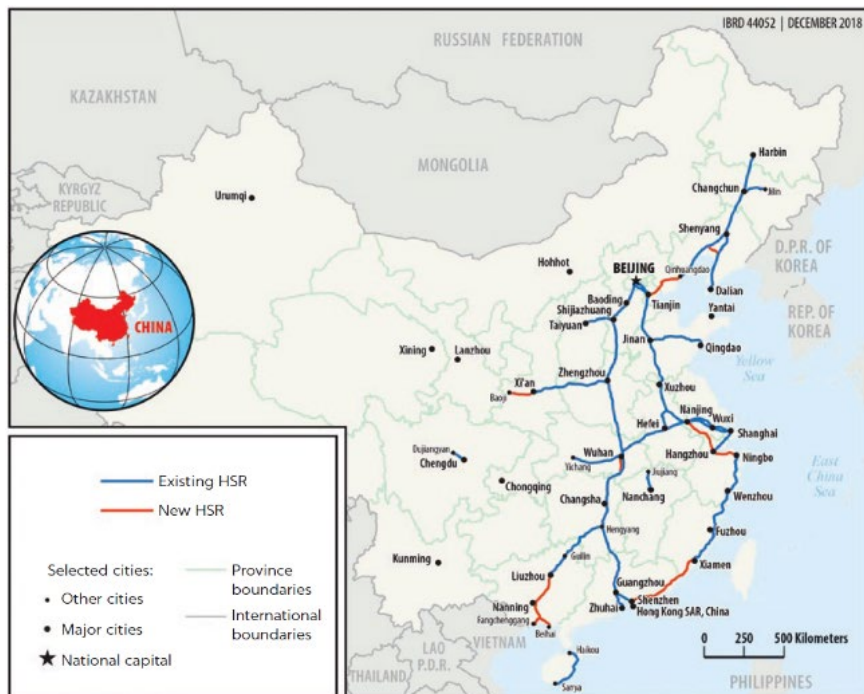 IBRD 44052 | DECEMBER 2018
RUSSIAN FEDERATION
KAZAKHSTAN
MONGOLIA
Harbin
Changchun
Jilin
KYRGYZ
REPUBLIC
Urumqi
Shenyang
D.P.R. OF
KOREA
Hohhot
BEIJING
Qinhuangdao
Dalian
Baoding
Tianjin
Yantai
REP. OF
KOREA
Shijiazhuang
Taiyuan
CHINA
Jinan
Qingdao
Xining
Lanzhou
Yellow
Sea
Zhengzhou
Xi'an
Xuzhou
Baoji
Nanjing
Wuxi
Hefei
Shanghai
Dujiangyan
Chengdu
Wuhan
Hangzhou
Ningbo
Yichang
East
China
Sea
Jiujiang
Chongqing
Nanchang
Wenzhou
Changsha
Hengyang
Fuzhou
Kunming
Guilin
Xiamen
Liuzhou
Guangzhou
Nanning
Shenzhen
Zhuhai
Hong Kong SAR, China
Fangchenggang
Beihai
VIETNAM
LAO
P.D.R.
Haikou
Sanya
THAILAND
PHILIPPINES
0 250 500 Kilometers
Existing HSR
New HSR
Selected cities:
Other cities
Major cities
National capital
Province
boundaries
International
boundaries